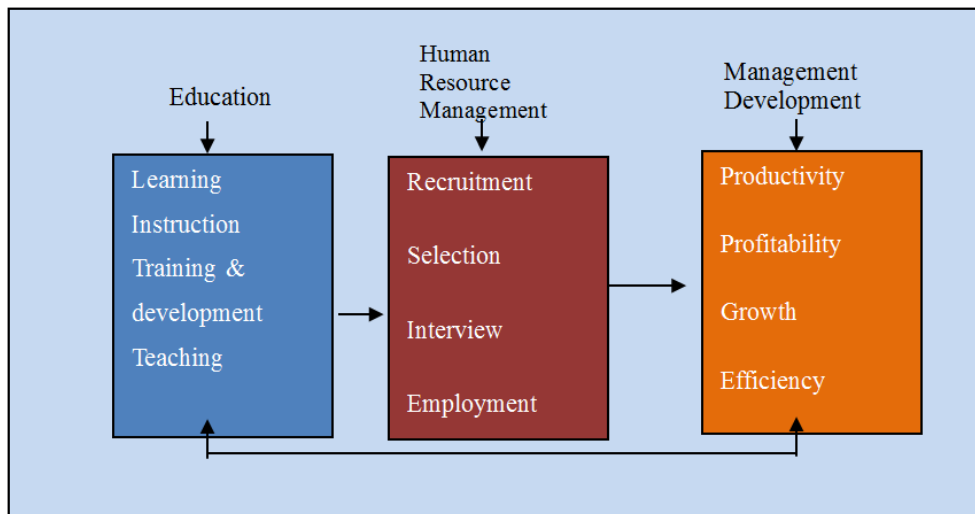 Education
Human
Resource
Management
Management
Development
Learning
Instruction
Training &
development
Teaching
Recruitment
Selection
Interview
Employment
Productivity
Profitability
Growth
Efficiency